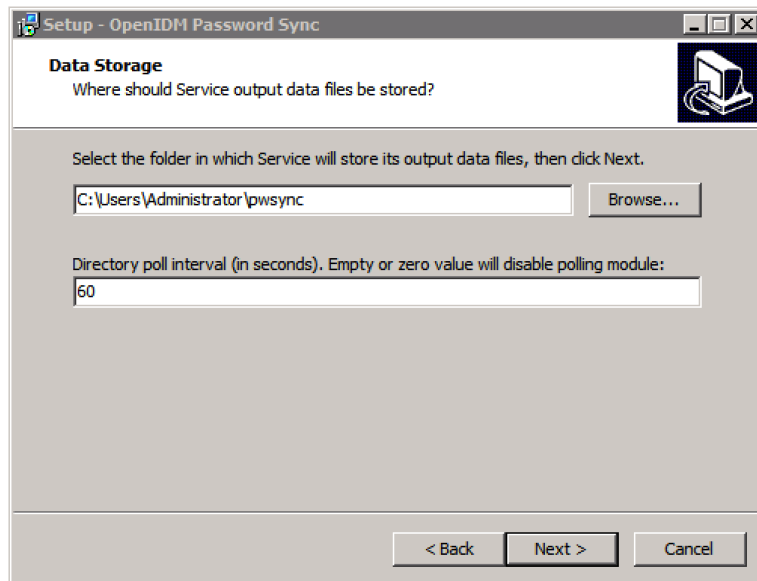 Setup - OpenIDM Password Sync
Data Storage
Where should Service output data files be stored?
Select the folder in which Service will store its output data files, then click Next.
C:\Users\Administrator\pwsync
Browse...
Directory poll interval (in seconds). Empty or zero value will disable polling module:
60
< Back
Next >
Cancel